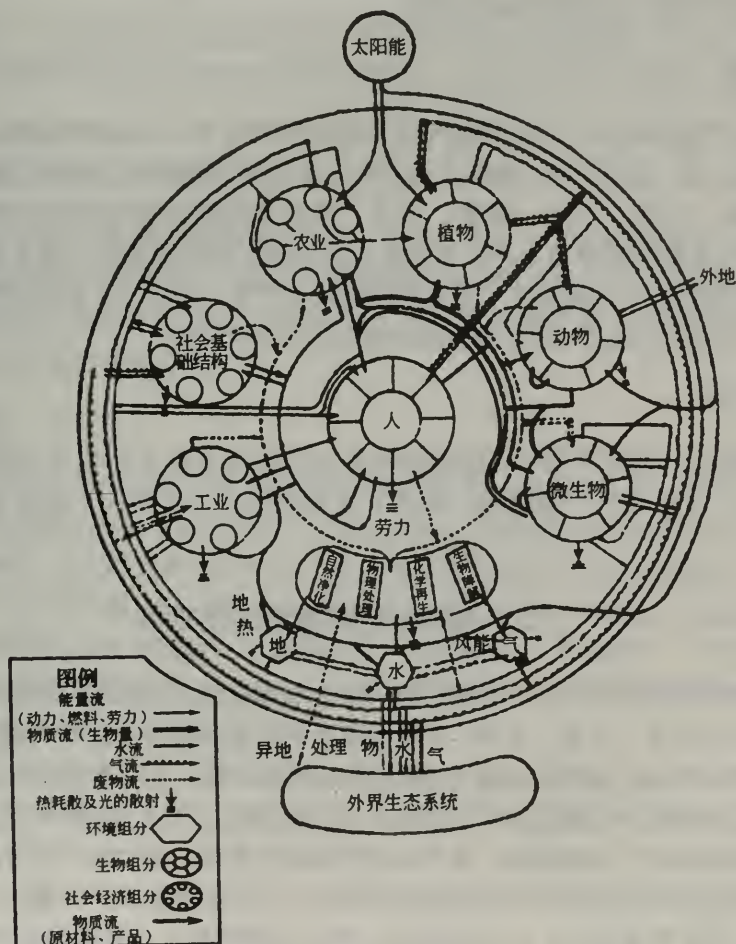 太阳能
农业
植物
外地
社会基
础结构
动物
人
工业
微生物
劳力
自然净化
物理处理
化学再生
生物降解
地
热
地
水
风能
气
异地 处理 物 水 气
外界生态系统
图例
能量流
(动力、燃料、劳力)
物质流(生物量)
水流
气流
废物流
热耗散及光的散射
环境组分
生物组分
社会经济组分
物质流
(原材料、产品)